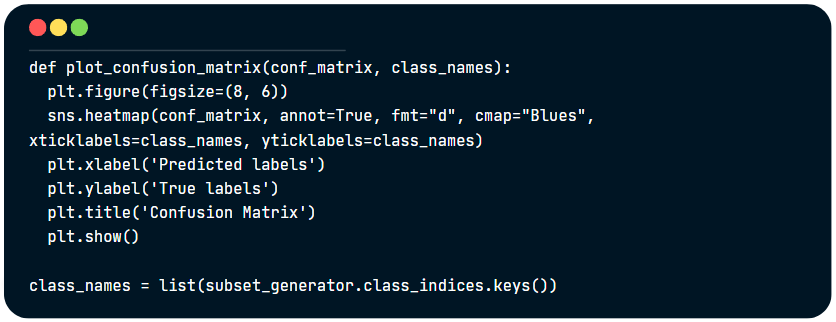 def plot_confusion_matrix(conf_matrix, class_names):
  plt.figure(figsize=(8, 6))
  sns.heatmap(conf_matrix, annot=True, fmt="d", cmap="Blues",
xticklabels=class_names, yticklabels=class_names)
  plt.xlabel('Predicted labels')
  plt.ylabel('True labels')
  plt.title('Confusion Matrix')
  plt.show()

class_names = list(subset_generator.class_indices.keys())